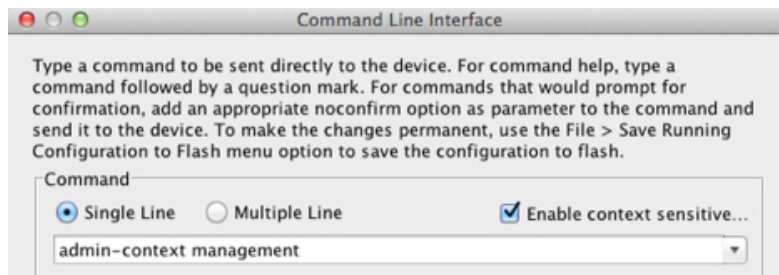 Command Line Interface
Type a command to be sent directly to the device. For command help, type a
command followed by a question mark. For commands that would prompt for
confirmation, add an appropriate noconfirm option as parameter to the command and
send it to the device. To make the changes permanent, use the File > Save Running
Configuration to Flash menu option to save the configuration to flash.
Command
Single Line Multiple Line Enable context sensitive...
admin-context management